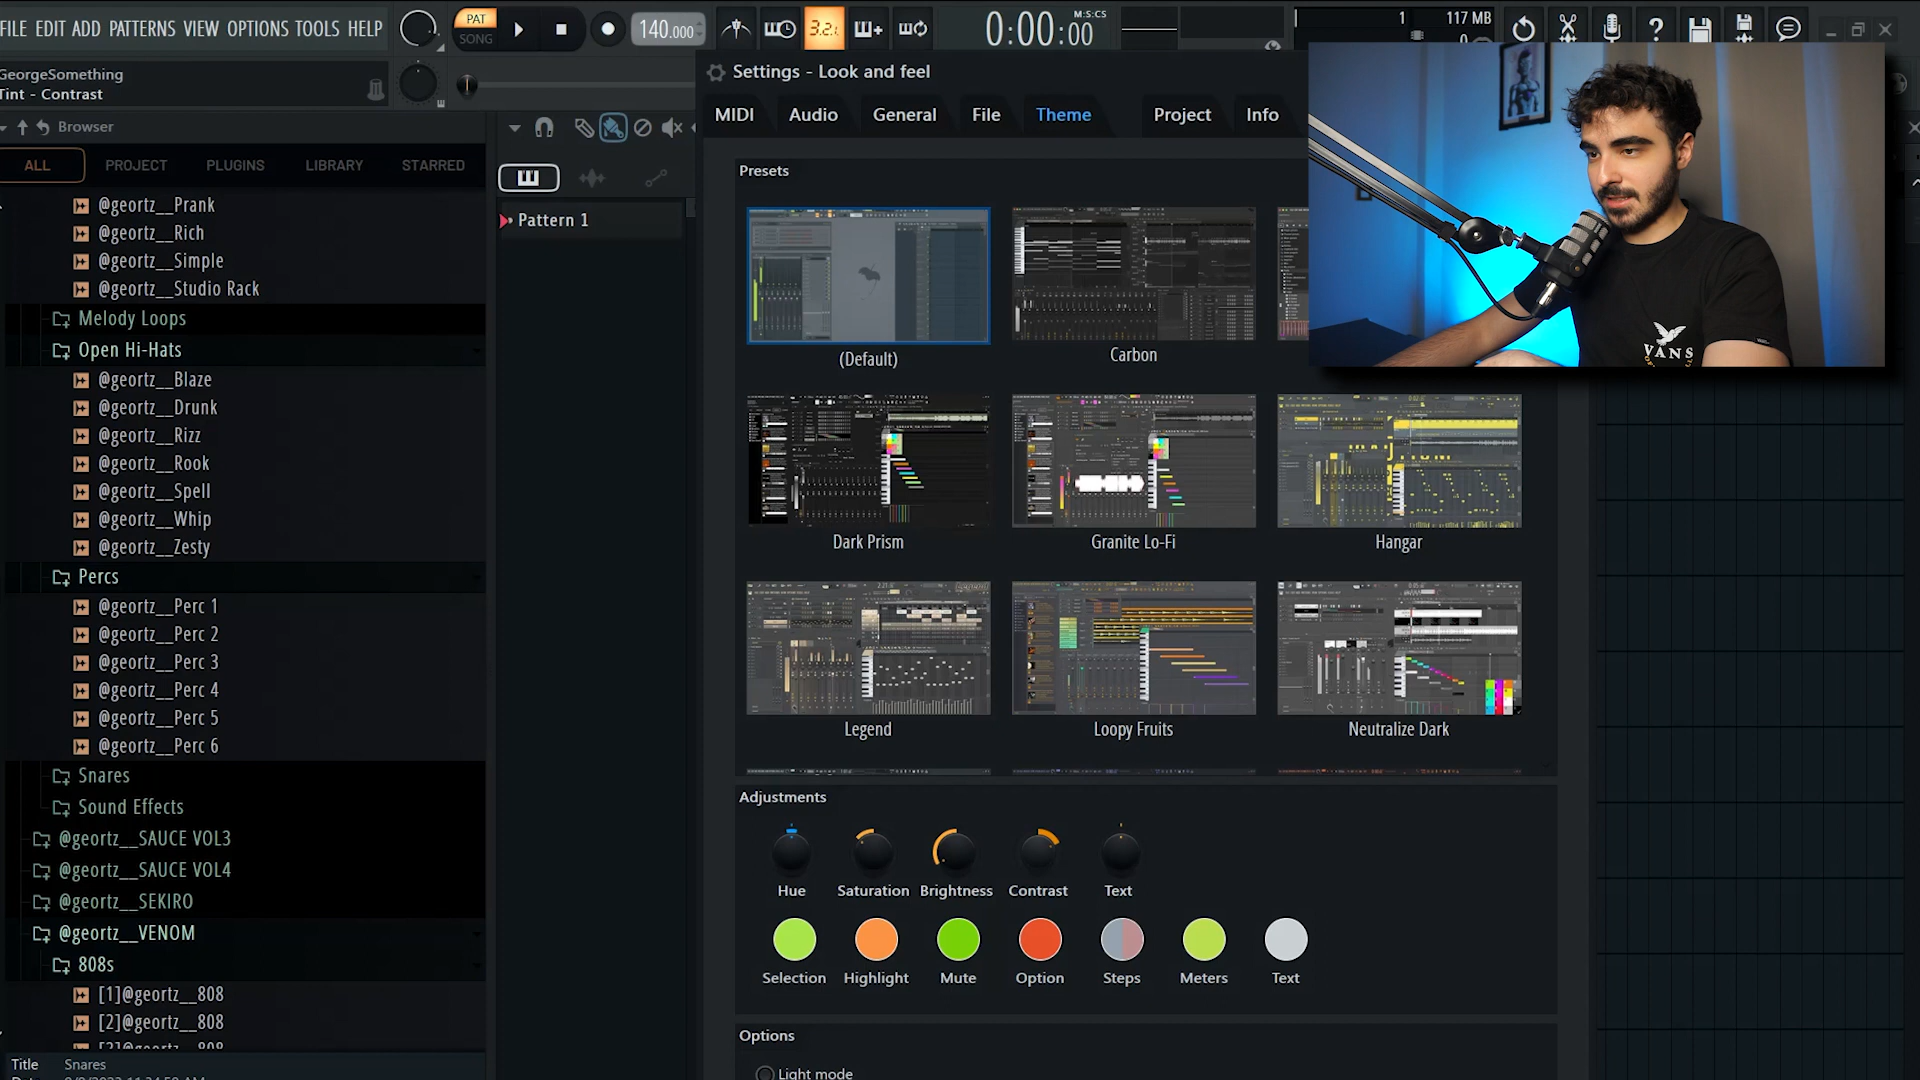 FILE EDIT ADD PATTERNS VIEW OPTIONS TOOLS HELP
PAT
SONG
140.000
3.2.
0:00:00
M:S:CS
1
117 MB
0
GeorgeSomething
Tint - Contrast
Settings - Look and feel
Browser
MIDI
Audio
General
File
Theme
Project
Info
ALL
PROJECT
PLUGINS
LIBRARY
STARRED
Presets
Pattern 1
@geortz__Prank
@geortz__Rich
@geortz__Simple
@geortz__Studio Rack
Melody Loops
Open Hi-Hats
@geortz__Blaze
@geortz__Drunk
@geortz__Rizz
@geortz__Rook
@geortz__Spell
@geortz__Whip
@geortz__Zesty
Percs
@geortz__Perc 1
@geortz__Perc 2
@geortz__Perc 3
@geortz__Perc 4
@geortz__Perc 5
@geortz__Perc 6
Snares
Sound Effects
@geortz__SAUCE VOL3
@geortz__SAUCE VOL4
@geortz__SEKIRO
@geortz__VENOM
808s
[1]@geortz__808
[2]@geortz__808
(Default)
Carbon
Dark Prism
Granite Lo-Fi
Hangar
Legend
Loopy Fruits
Neutralize Dark
Adjustments
Hue
Saturation
Brightness
Contrast
Text
Selection
Highlight
Mute
Option
Steps
Meters
Text
Options
Light mode
Title
Snares
VANS